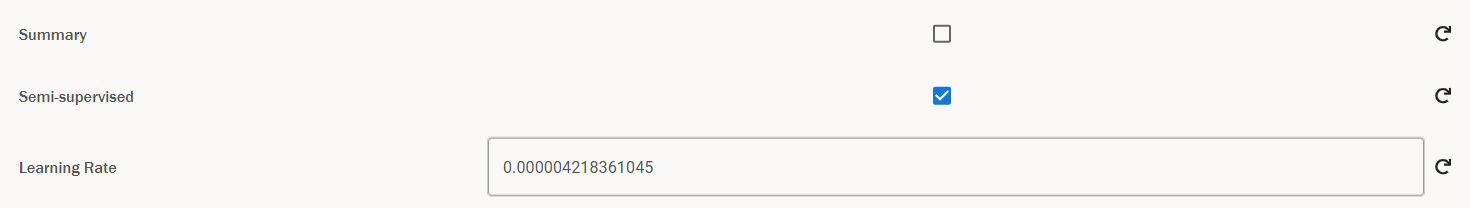 Summary
Semi-supervised
Learning Rate
0.000004218361045